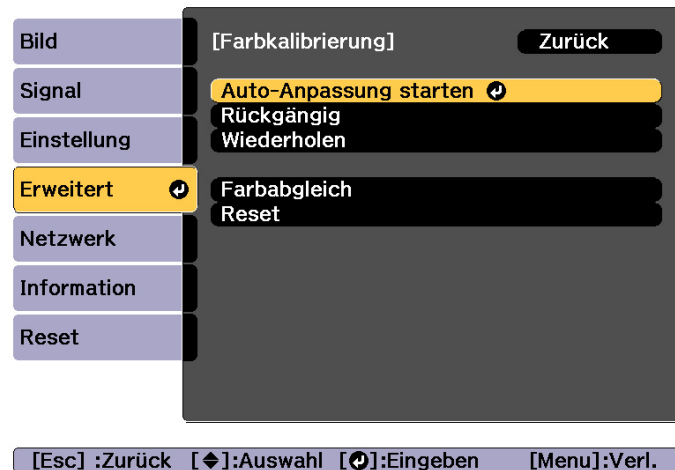 Bild
Signal
Einstellung
Erweitert
Netzwerk
Information
Reset
[Farbkalibrierung] Zurück
Auto-Anpassung starten
Rückgängig
Wiederholen
Farbabgleich
Reset
[Esc] :Zurück [◆]:Auswahl [↵]:Eingeben [Menu]:Verl.